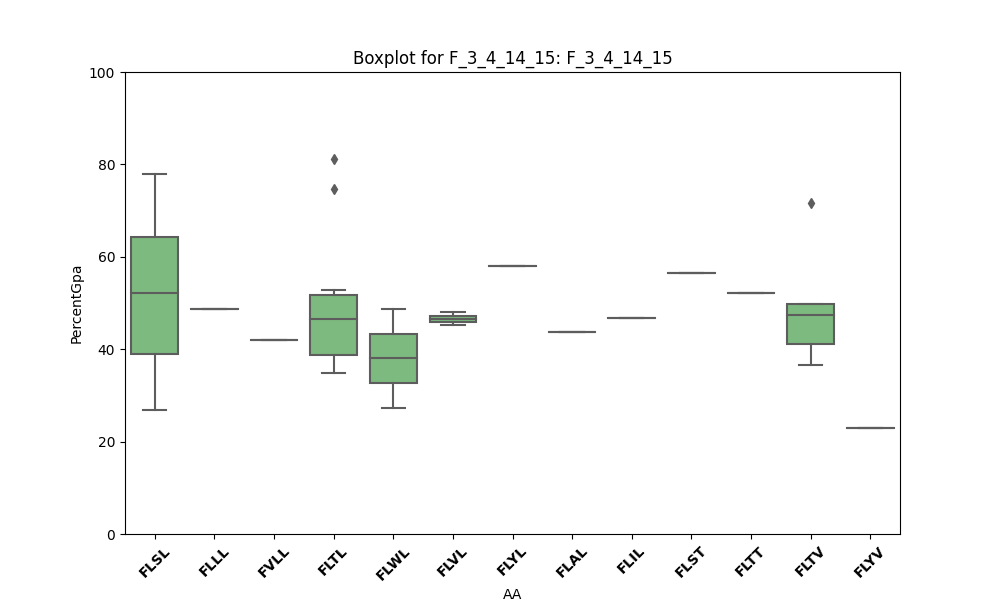 Boxplot for F_3_4_14_15: F_3_4_14_15
100
80
60
40
20
0
PercentGpa
FLSL
FLLL
FVLL
FLTL
FLWL
FLVL
FLYL
FLAL
FLIL
FLST
FLTT
FLTV
FLYV
AA